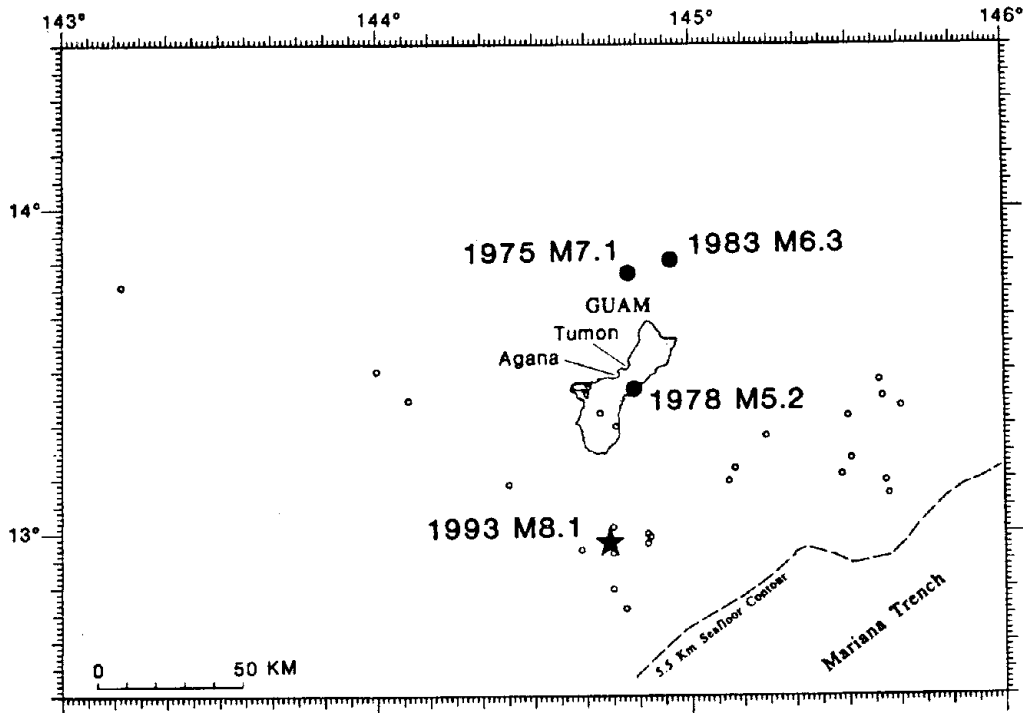 143° 144° 145° 146°
14°
1975 M7.1 1983 M6.3
GUAM
Tumon
Agana
1978 M5.2
1993 M8.1
13°
5.5 Km Seafloor Contour
Mariana Trench
0 50 KM